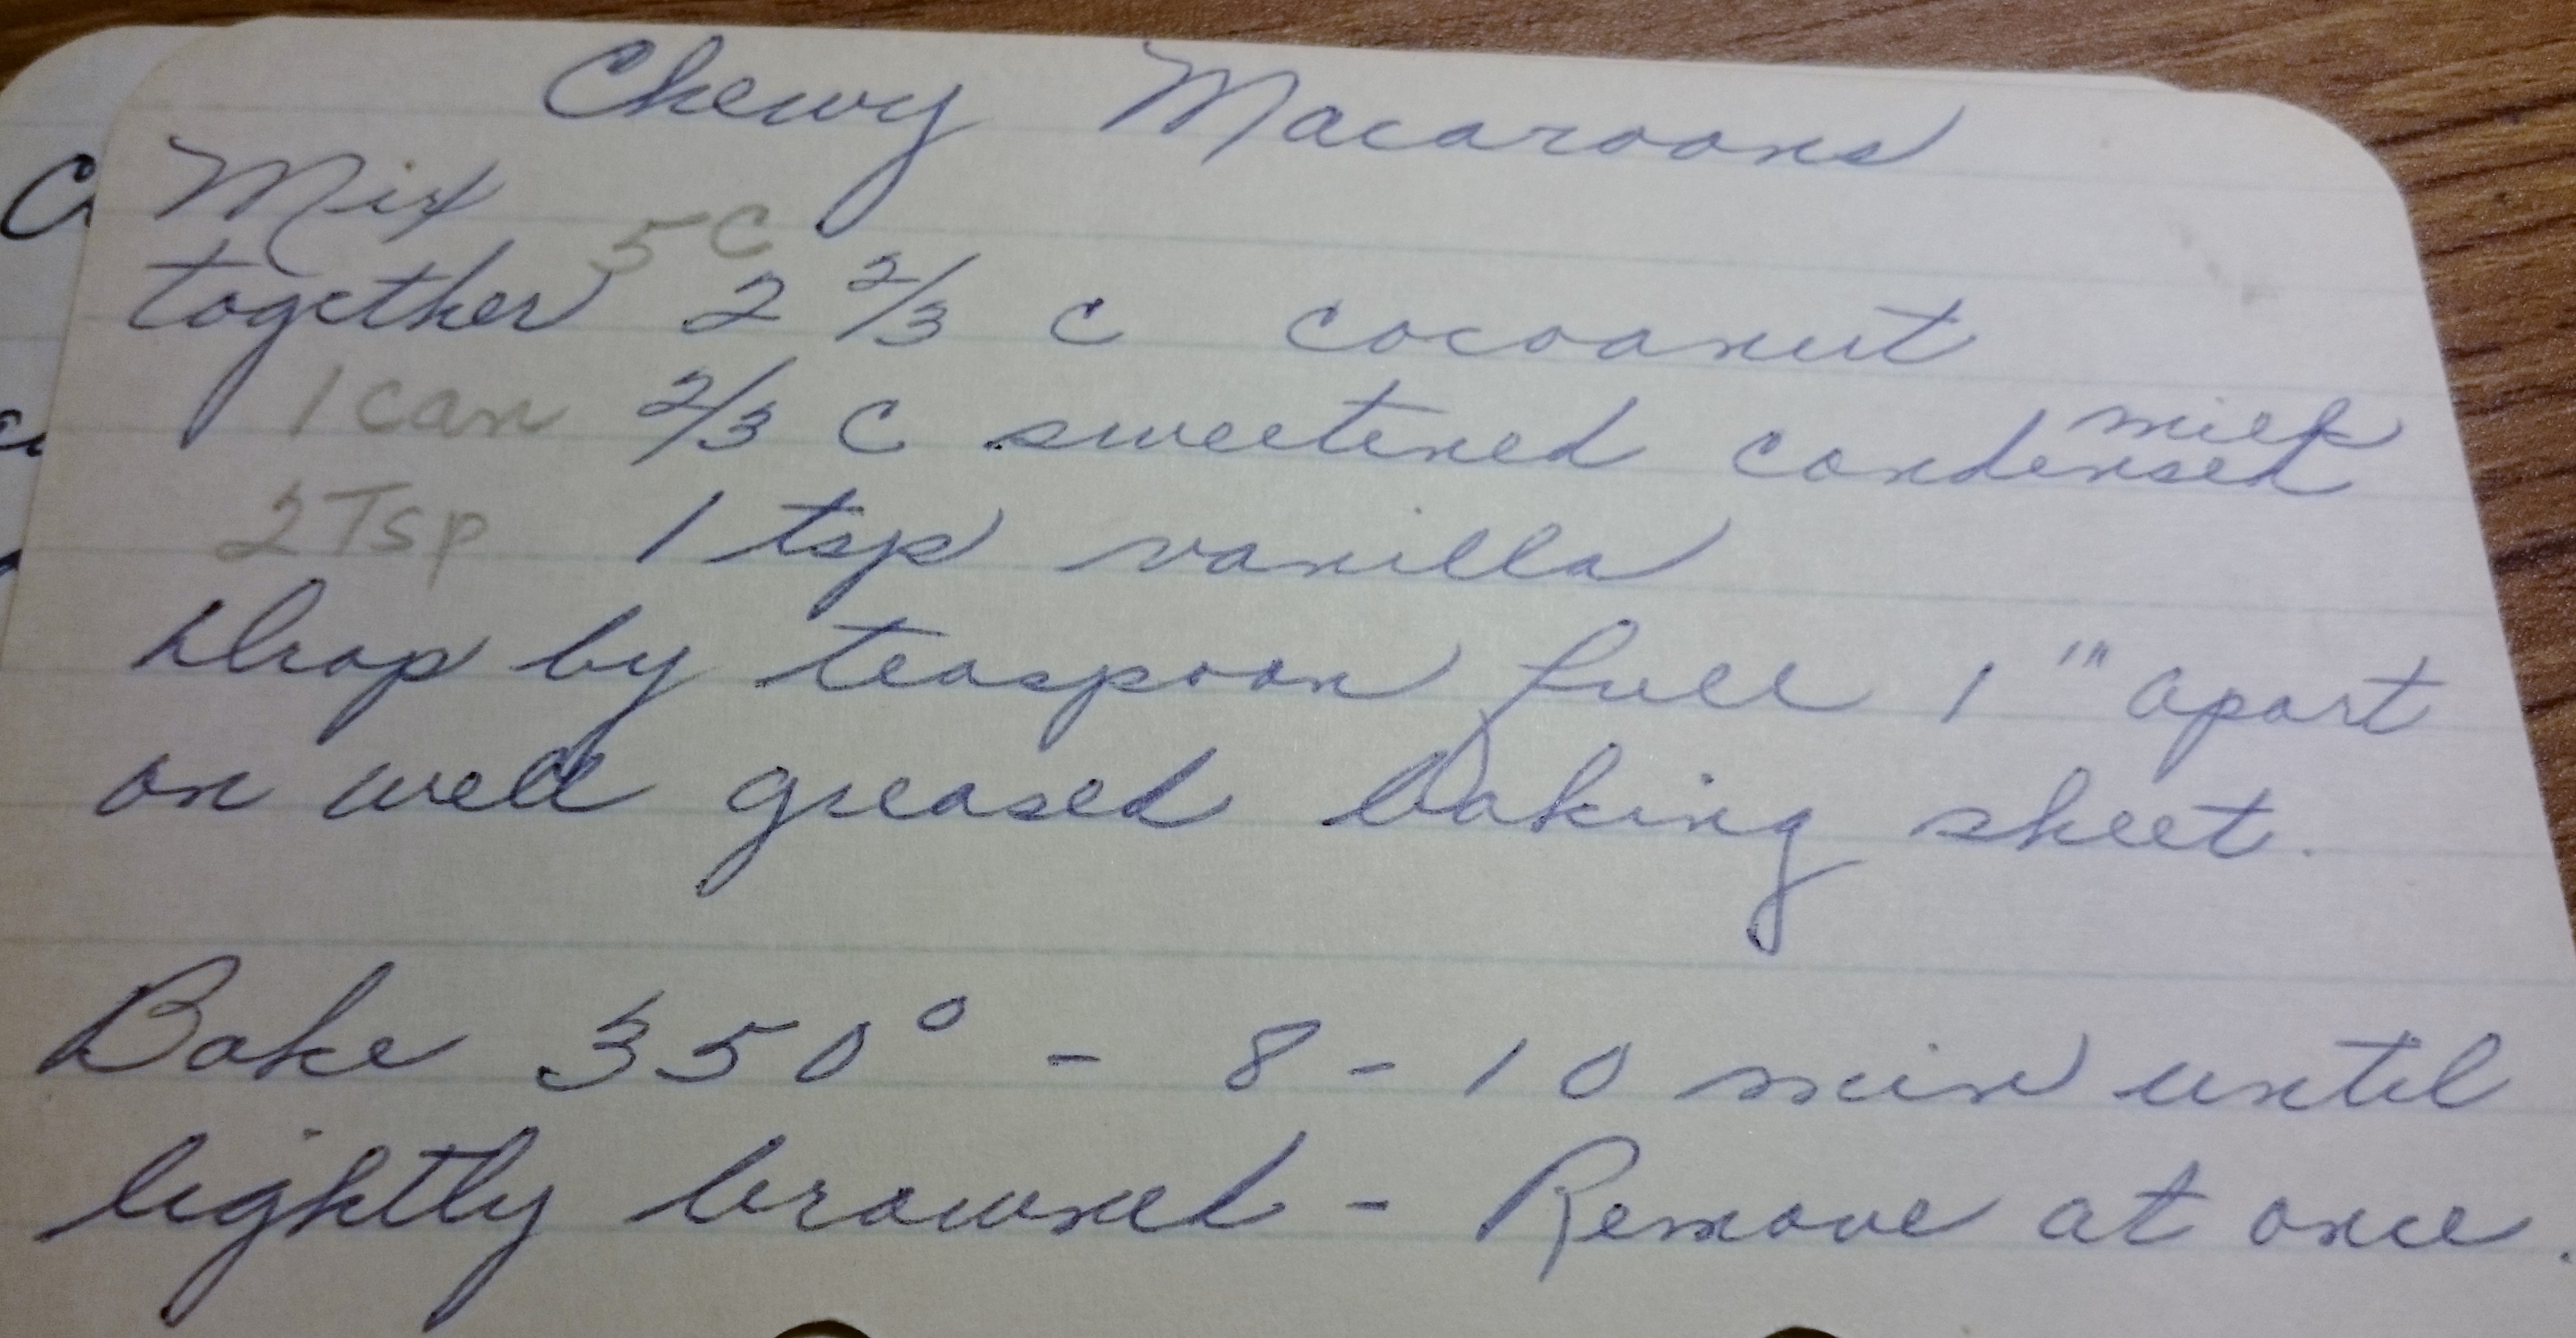 Chewy Macaroons
Mix
5 C
together 2 2/3 c cocoanut
milk
1 can 2/3 c sweetened condensed
2 Tsp 1 tsp vanilla
Drop by teaspoon full 1" apart
on well greased baking sheet.
Bake 350° - 8 - 10 min until
lightly browned - Remove at once.